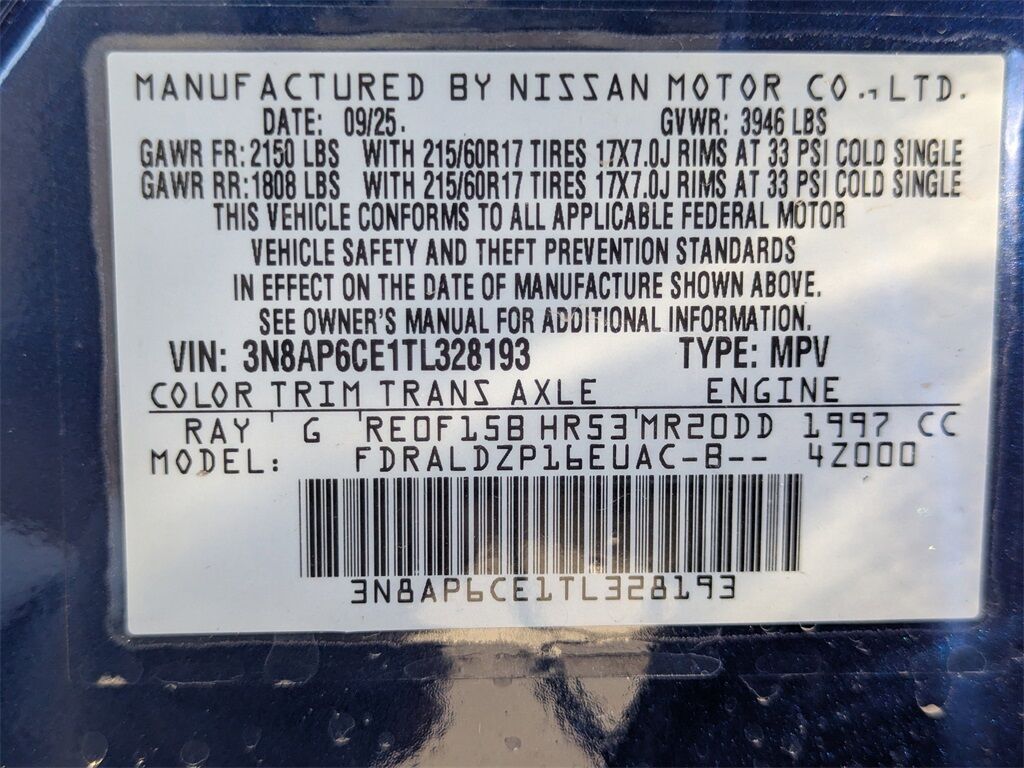 MANUFACTURED BY NISSAN MOTOR CO., LTD.
DATE: 09/25. GVWR: 3946 LBS
GAWR FR: 2150 LBS WITH 215/60R17 TIRES 17X7.0J RIMS AT 33 PSI COLD SINGLE
GAWR RR: 1808 LBS WITH 215/60R17 TIRES 17X7.0J RIMS AT 33 PSI COLD SINGLE
THIS VEHICLE CONFORMS TO ALL APPLICABLE FEDERAL MOTOR
VEHICLE SAFETY AND THEFT PREVENTION STANDARDS
IN EFFECT ON THE DATE OF MANUFACTURE SHOWN ABOVE.
SEE OWNER'S MANUAL FOR ADDITIONAL INFORMATION.
VIN: 3N8AP6CE1TL328193 TYPE: MPV
COLOR TRIM TRANS AXLE ENGINE
RAY G RE0F15B HR53 MR20DD 1997 CC
MODEL: FDRALDZP16EUAC-B-- 4Z000
3N8AP6CE1TL328193